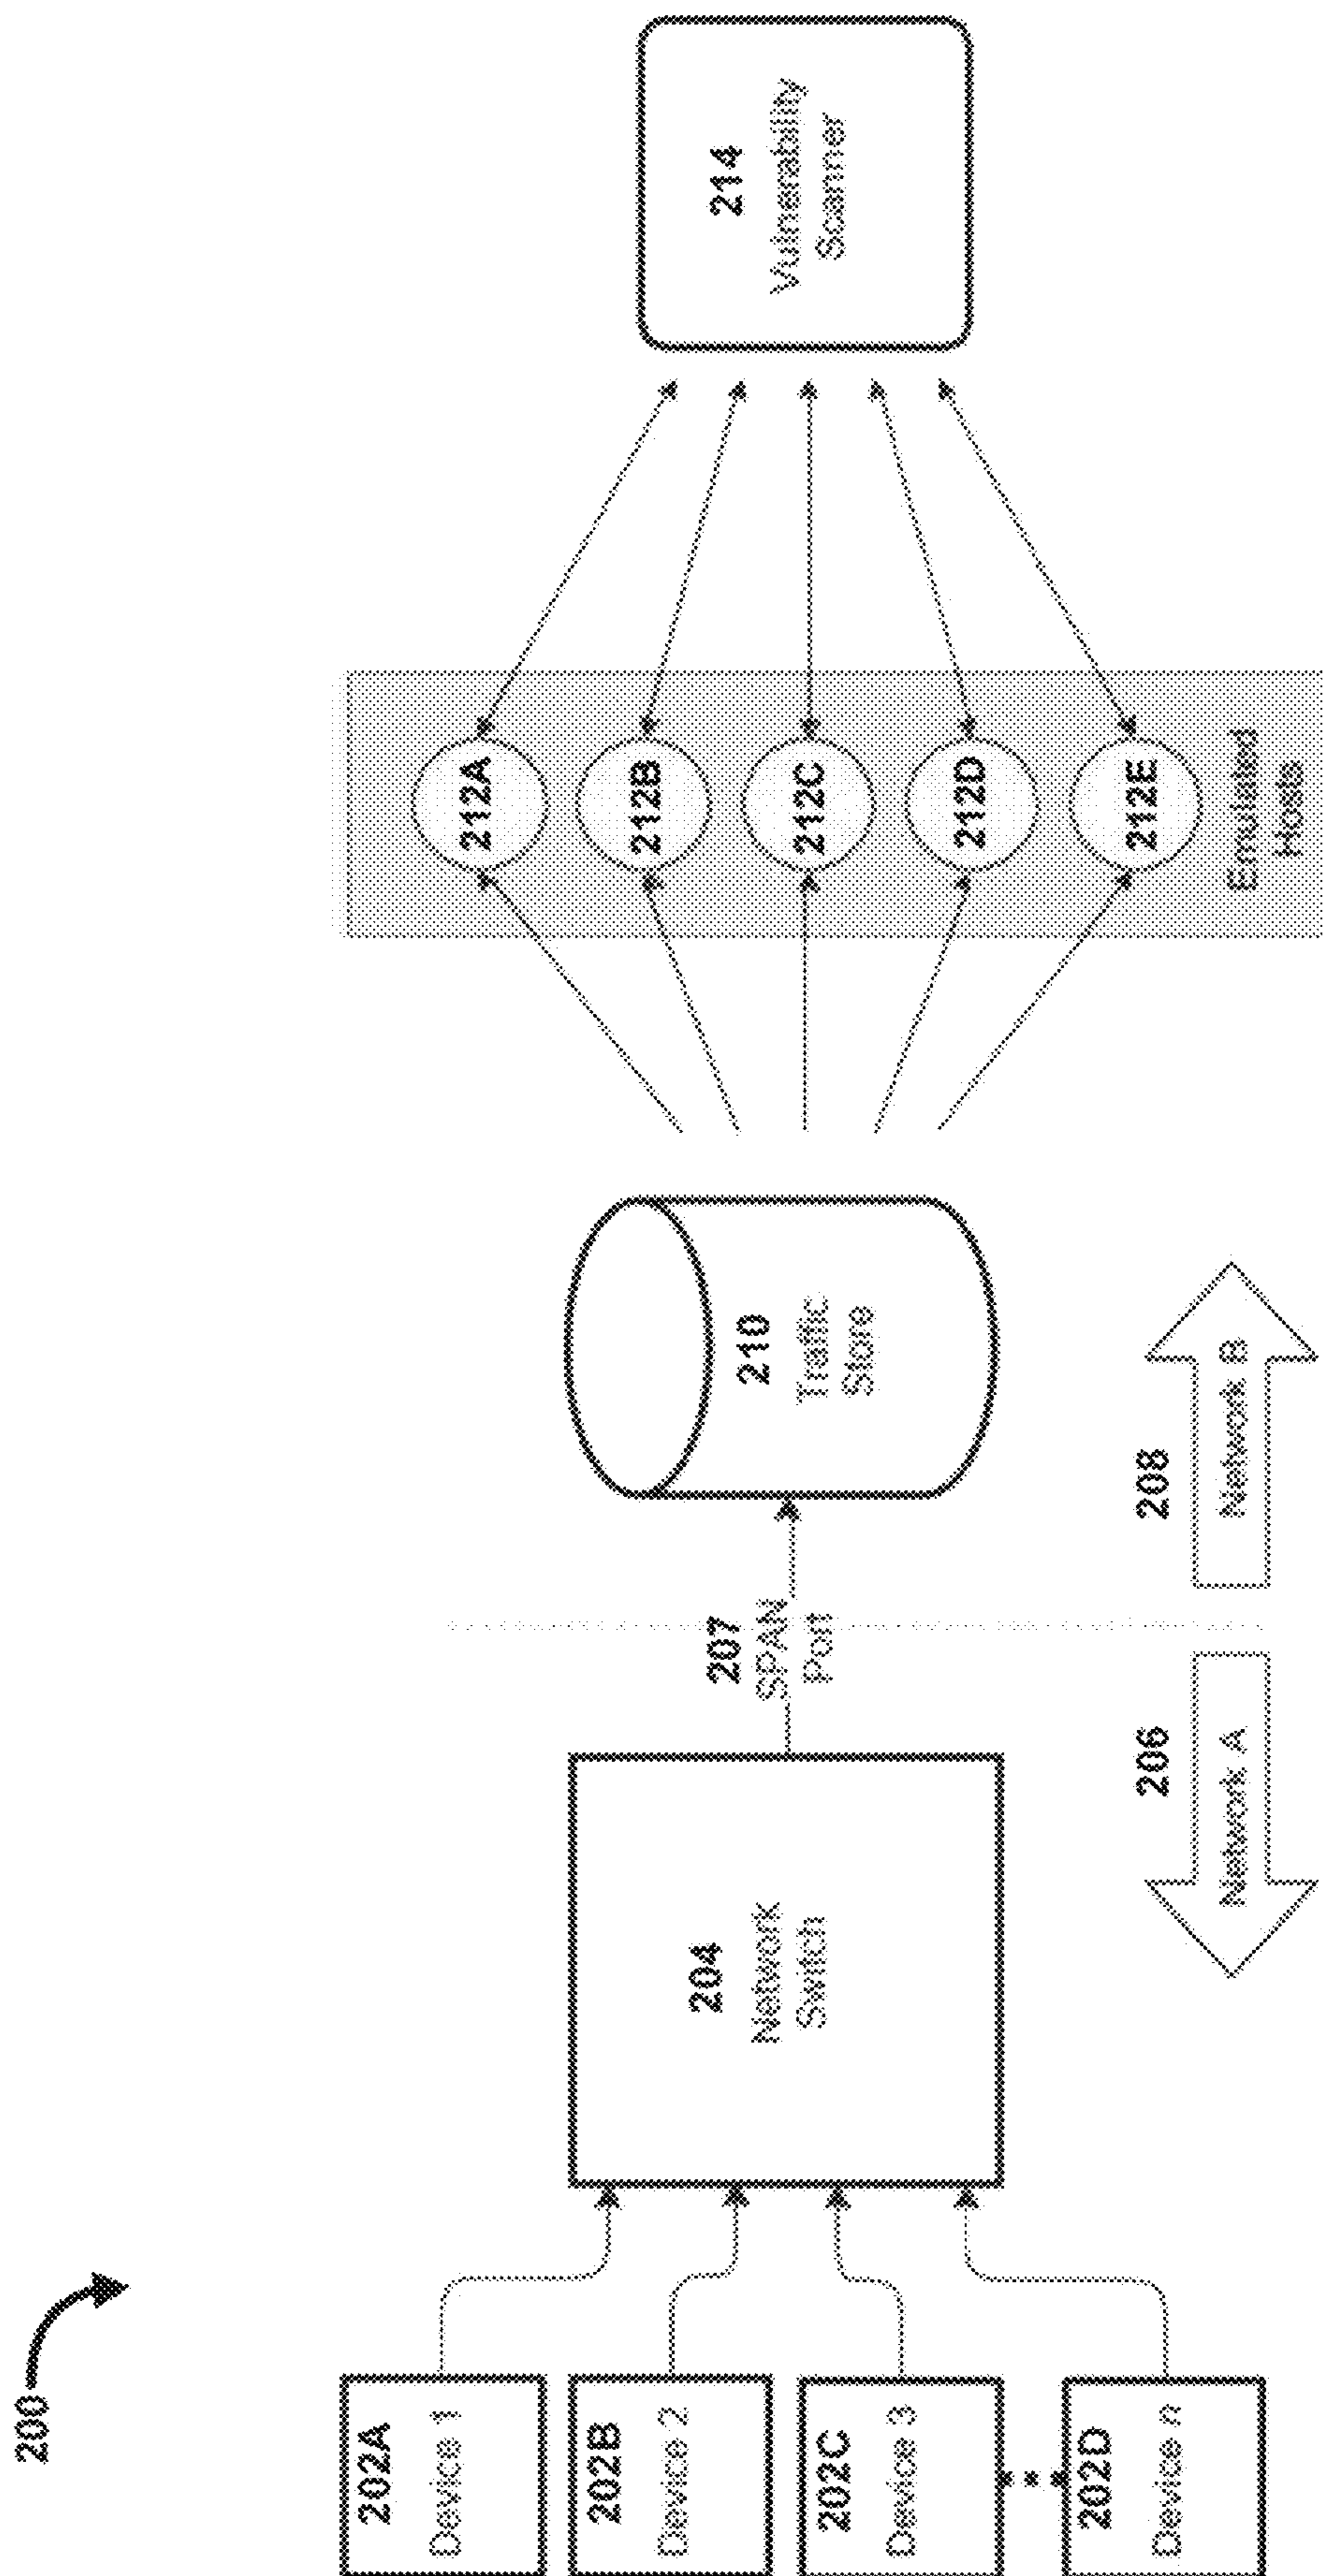 200
202A
Device 1
202B
Device 2
202C
Device 3
202D
Device n
204
Network
Switch
207
SPAN
Port
206
Network A
208
Network B
210
Traffic
Store
212A
212B
212C
212D
212E
Emulated
Hosts
214
Vulnerability
Scanner